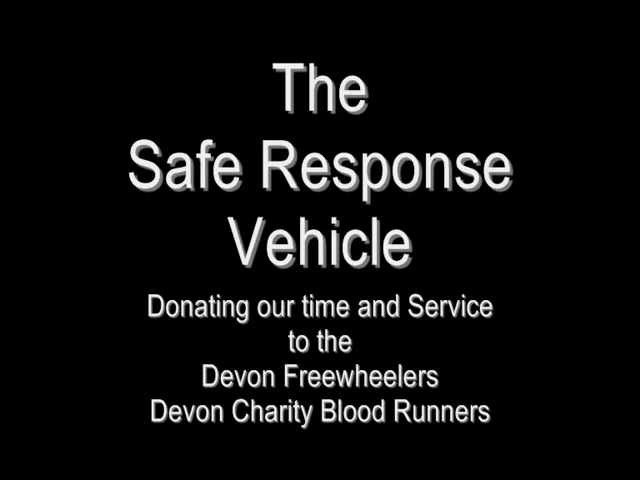 The
Safe Response
Vehicle
Donating our time and Service
to the
Devon Freewheelers
Devon Charity Blood Runners